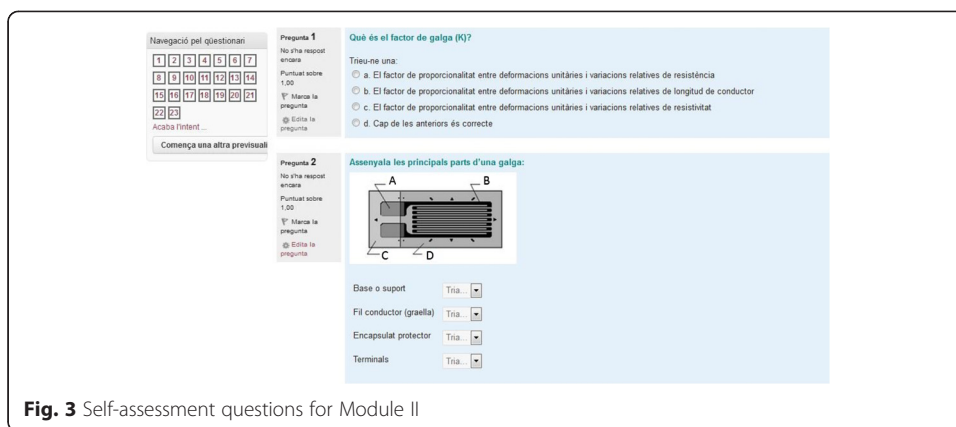 Navegació pel qüestionari
1 2 3 4 5 6 7
8 9 10 11 12 13 14
15 16 17 18 19 20 21
22 23
Acaba l'intent ...
Comença una altra previsuali
Pregunta 1
No s'ha respost
encara
Puntuat sobre
1,00
Marca la
pregunta
Edita la
pregunta
Què és el factor de galga (K)?
Trieu-ne una:
a. El factor de proporcionalitat entre deformacions unitàries i variacions relatives de resistència
b. El factor de proporcionalitat entre deformacions unitàries i variacions relatives de longitud de conductor
c. El factor de proporcionalitat entre deformacions unitàries i variacions relatives de resistivitat
d. Cap de les anteriors és correcte
Pregunta 2
No s'ha respost
encara
Puntuat sobre
1,00
Marca la
pregunta
Edita la
pregunta
Assenyala les principals parts d'una galga:
A B
C D
Base o suport Tria...
Fil conductor (graella) Tria...
Encapsulat protector Tria...
Terminals Tria...
Fig. 3 Self-assessment questions for Module II